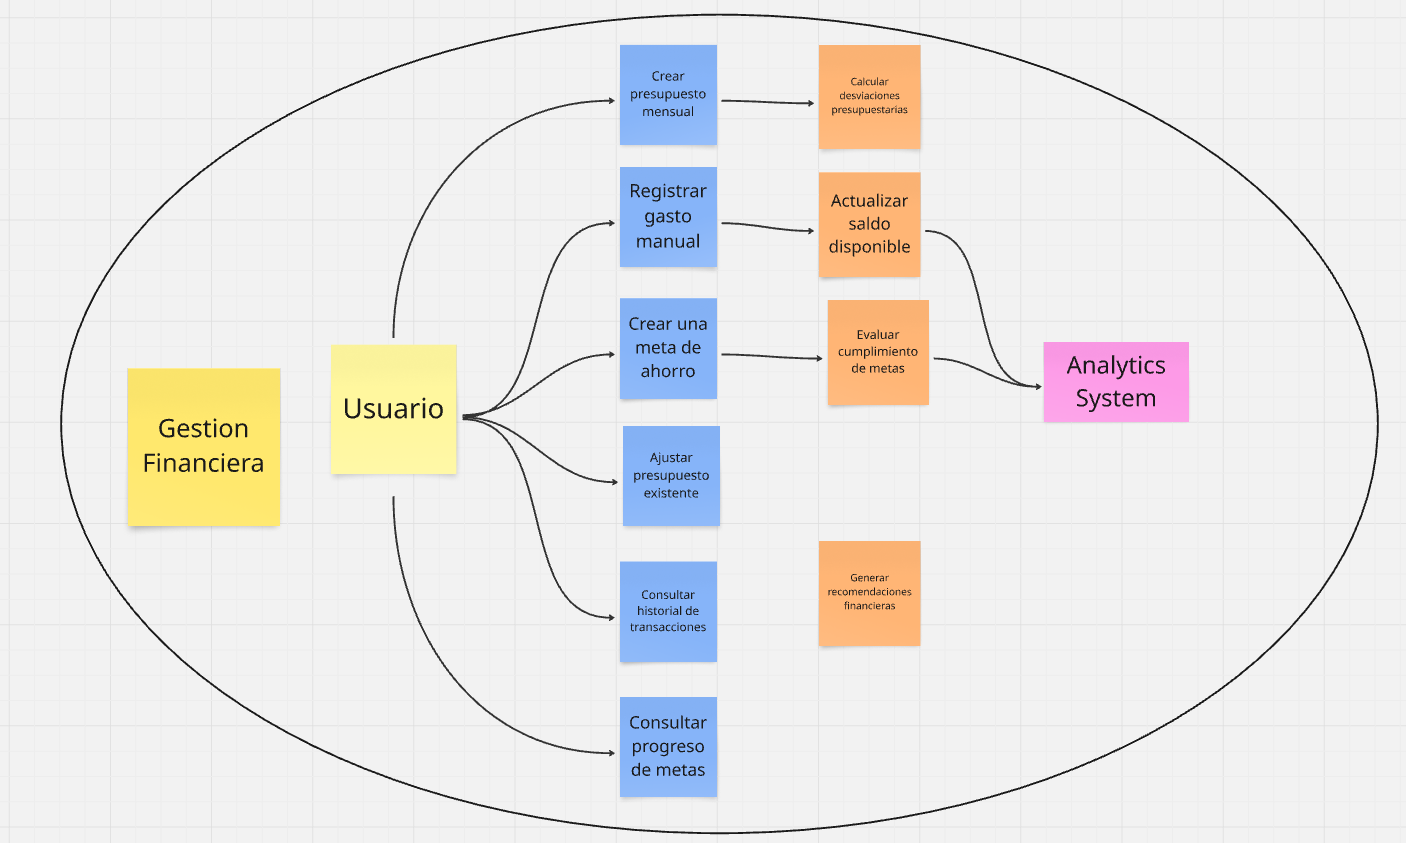 Gestion
Financiera
Usuario
Crear
presupuesto
mensual
Registrar
gasto
manual
Crear una
meta de
ahorro
Ajustar
presupuesto
existente
Consultar
historial de
transacciones
Consultar
progreso
de metas
Calcular
desviaciones
presupuestarias
Actualizar
saldo
disponible
Evaluar
cumplimiento
de metas
Generar
recomendaciones
financieras
Analytics
System